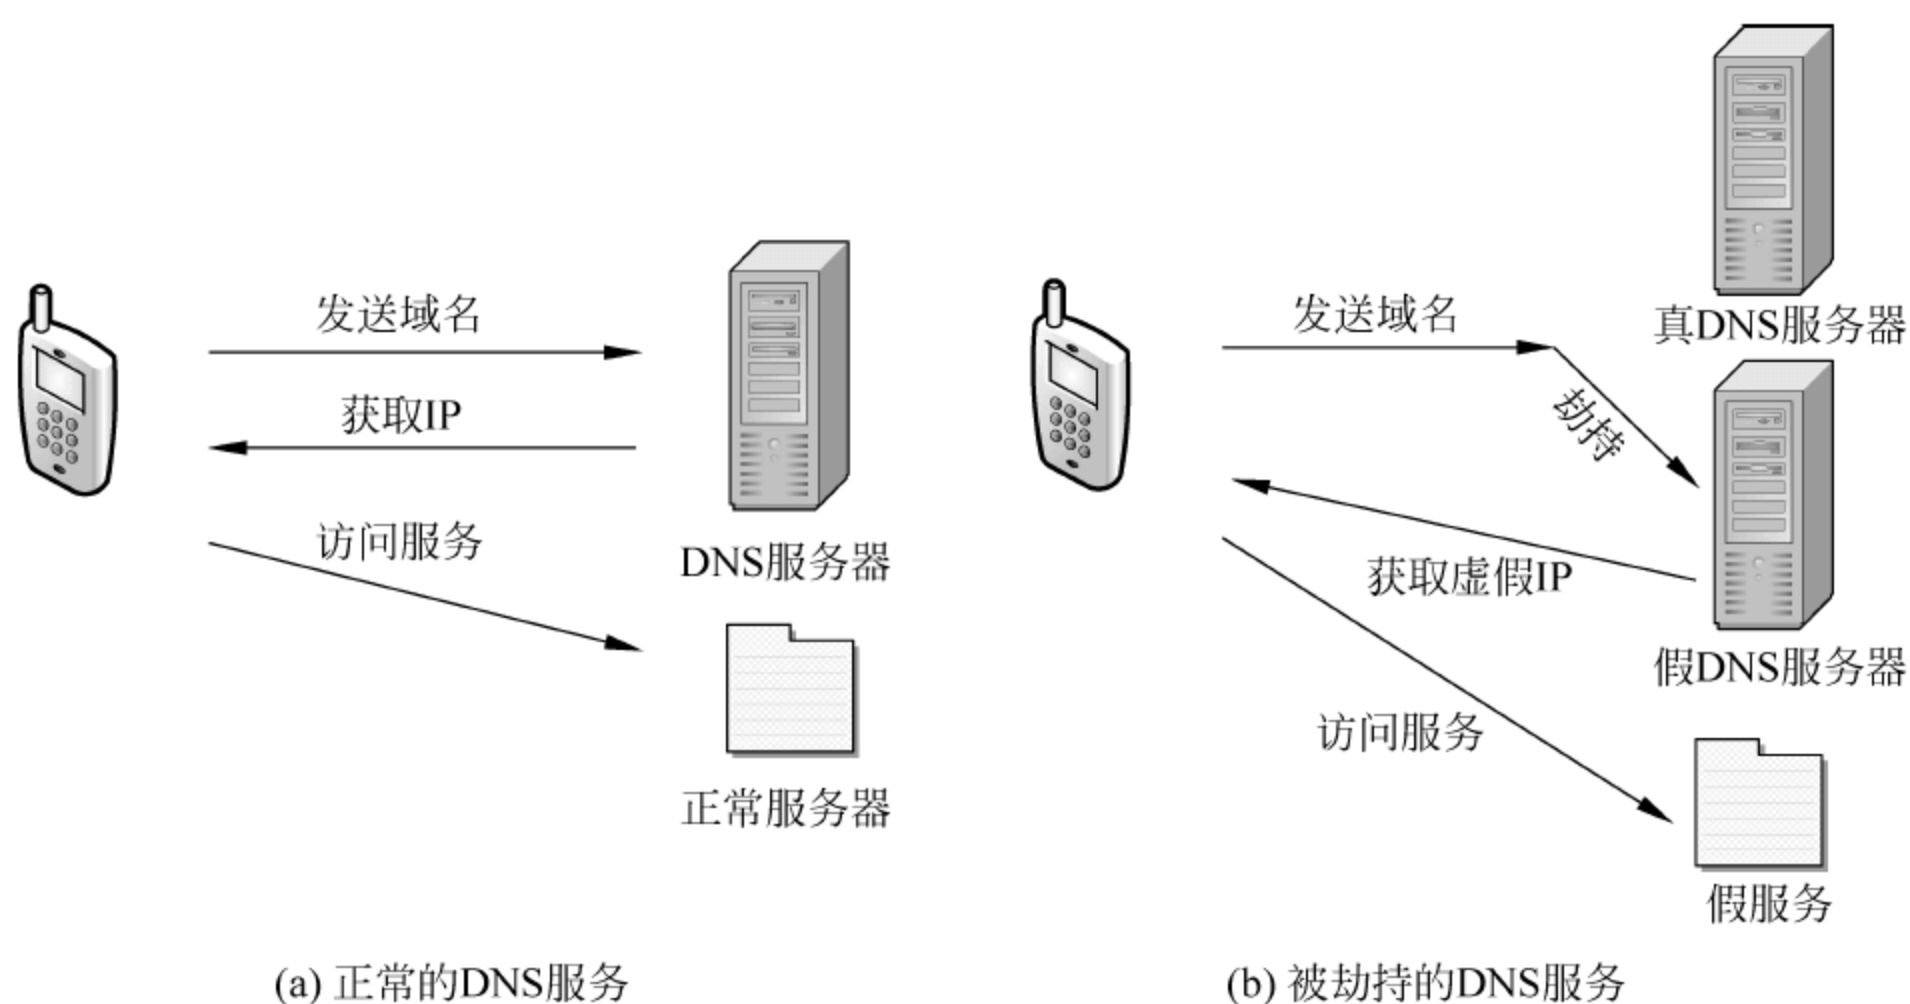 发送域名
获取IP
访问服务
DNS服务器
正常服务器
(a) 正常的DNS服务
真DNS服务器
发送域名
劫持
获取虚假IP
假DNS服务器
访问服务
假服务
(b) 被劫持的DNS服务